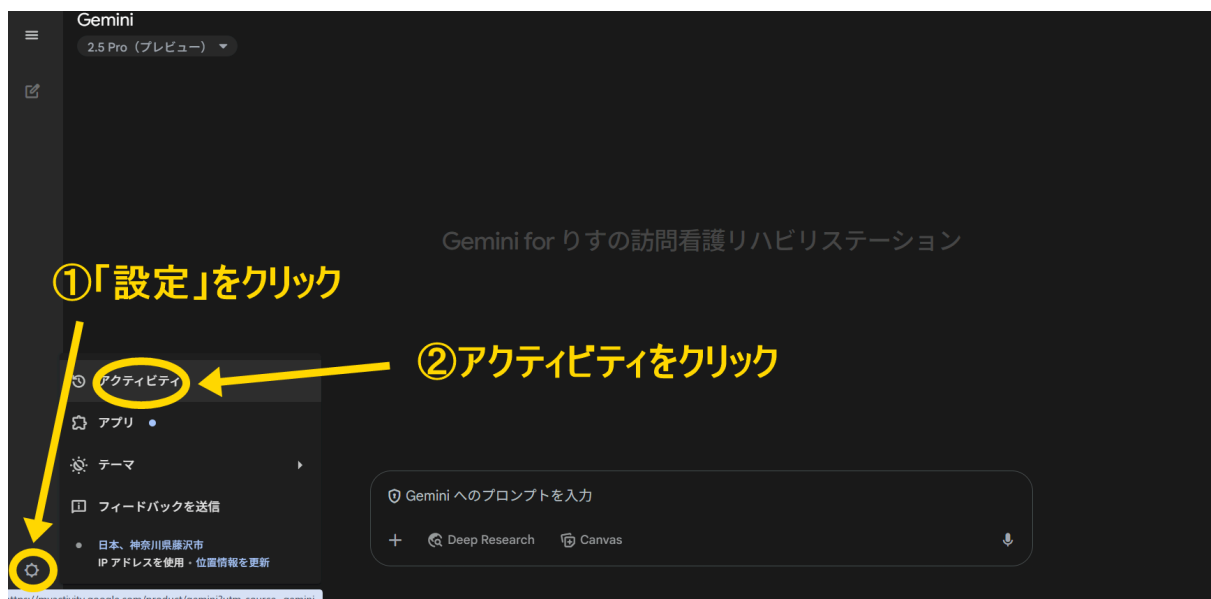 Gemini
2.5 Pro（プレビュー）
Gemini for りすの訪問看護リハビリステーション
①「設定」をクリック
②アクティビティをクリック
アクティビティ
アプリ
テーマ
フィードバックを送信
日本、神奈川県藤沢市
IP アドレスを使用・位置情報を更新
Gemini へのプロンプトを入力
Deep Research Canvas